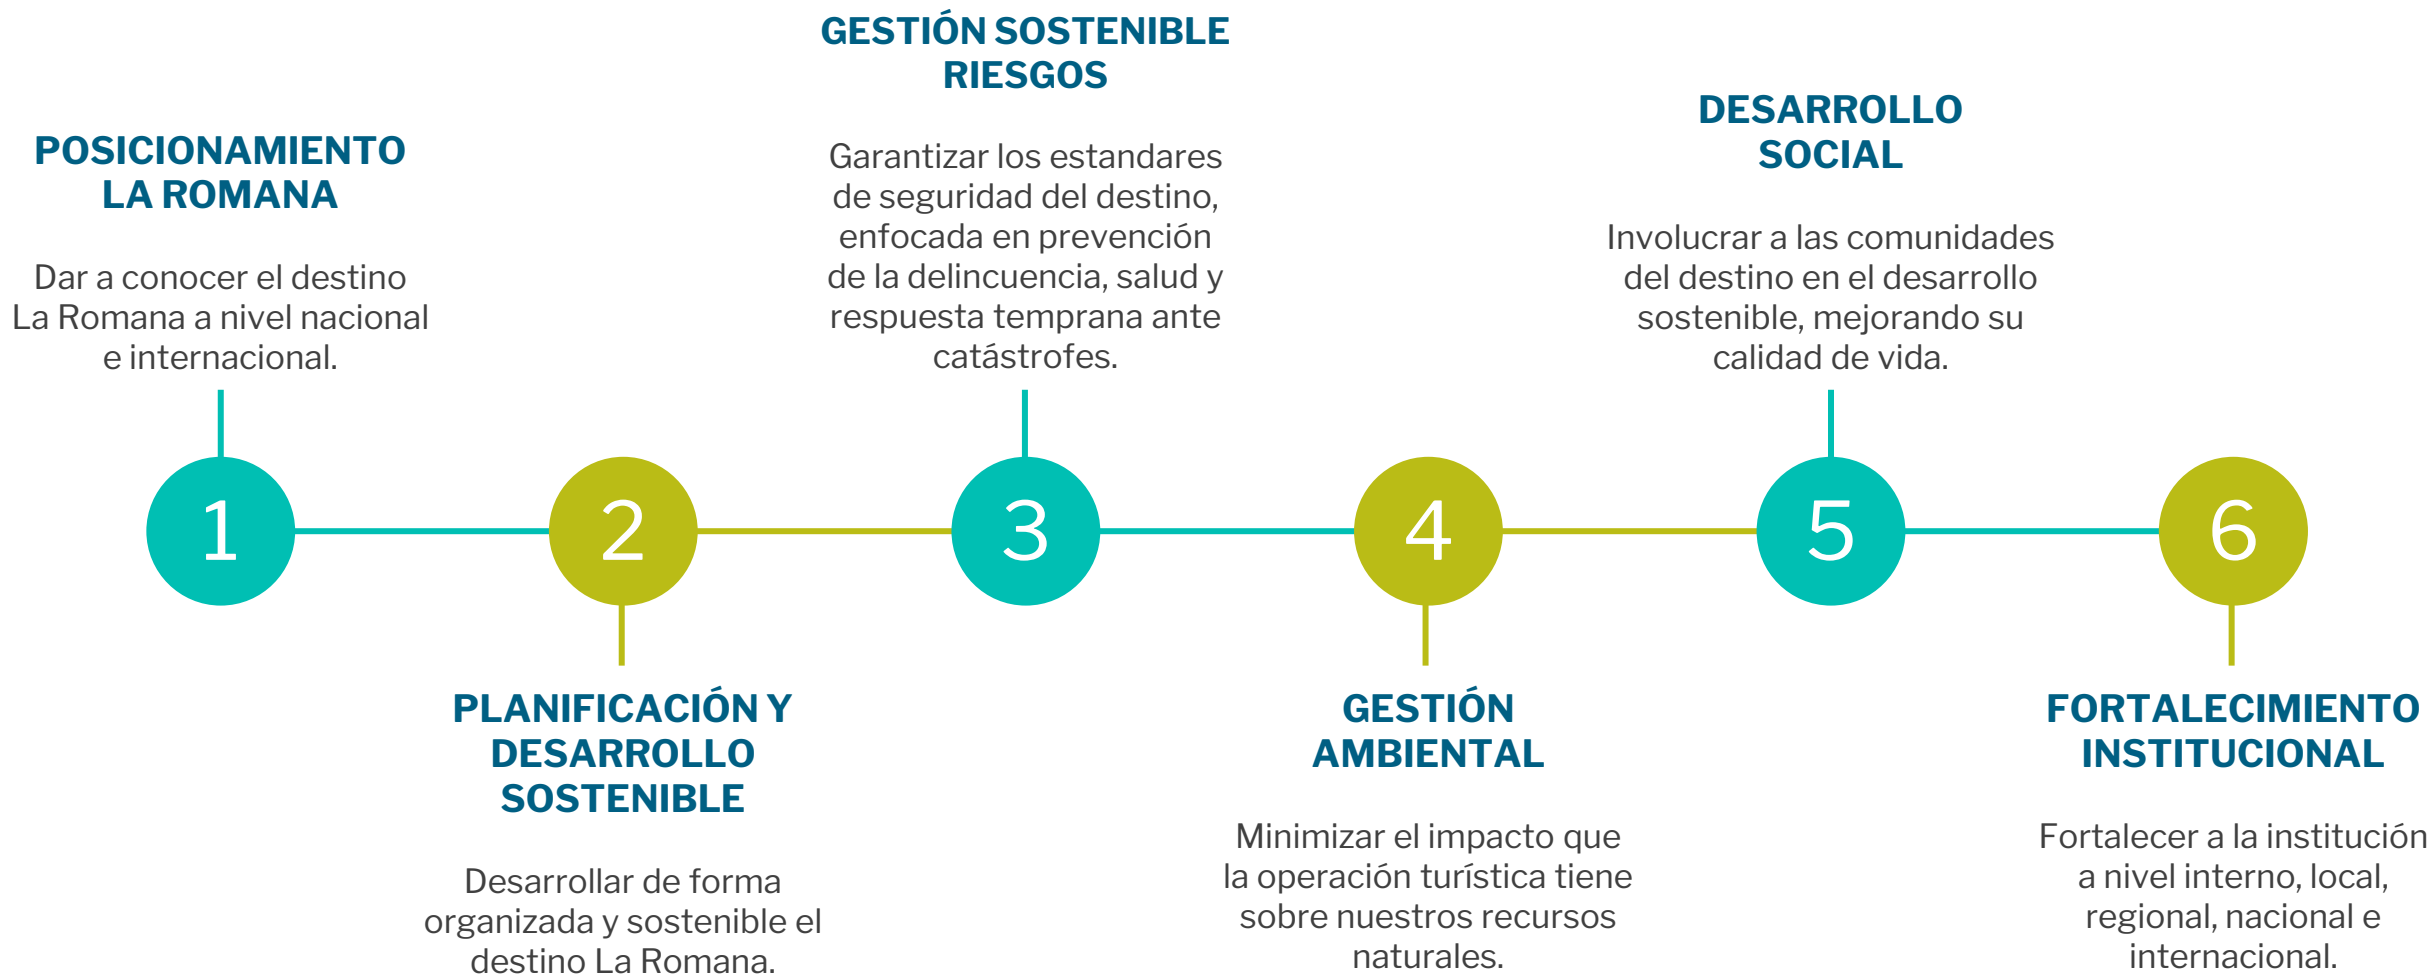 POSICIONAMIENTO
LA ROMANA
Dar a conocer el destino
La Romana a nivel nacional
e internacional.
1
2
PLANIFICACIÓN Y
DESARROLLO
SOSTENIBLE
Desarrollar de forma
organizada y sostenible el
destino La Romana.
GESTIÓN SOSTENIBLE
RIESGOS
Garantizar los estandares
de seguridad del destino,
enfocada en prevención
de la delincuencia, salud y
respuesta temprana ante
catástrofes.
3
4
GESTIÓN
AMBIENTAL
Minimizar el impacto que
la operación turística tiene
sobre nuestros recursos
naturales.
DESARROLLO
SOCIAL
Involucrar a las comunidades
del destino en el desarrollo
sostenible, mejorando su
calidad de vida.
5
6
FORTALECIMIENTO
INSTITUCIONAL
Fortalecer a la institución
a nivel interno, local,
regional, nacional e
internacional.